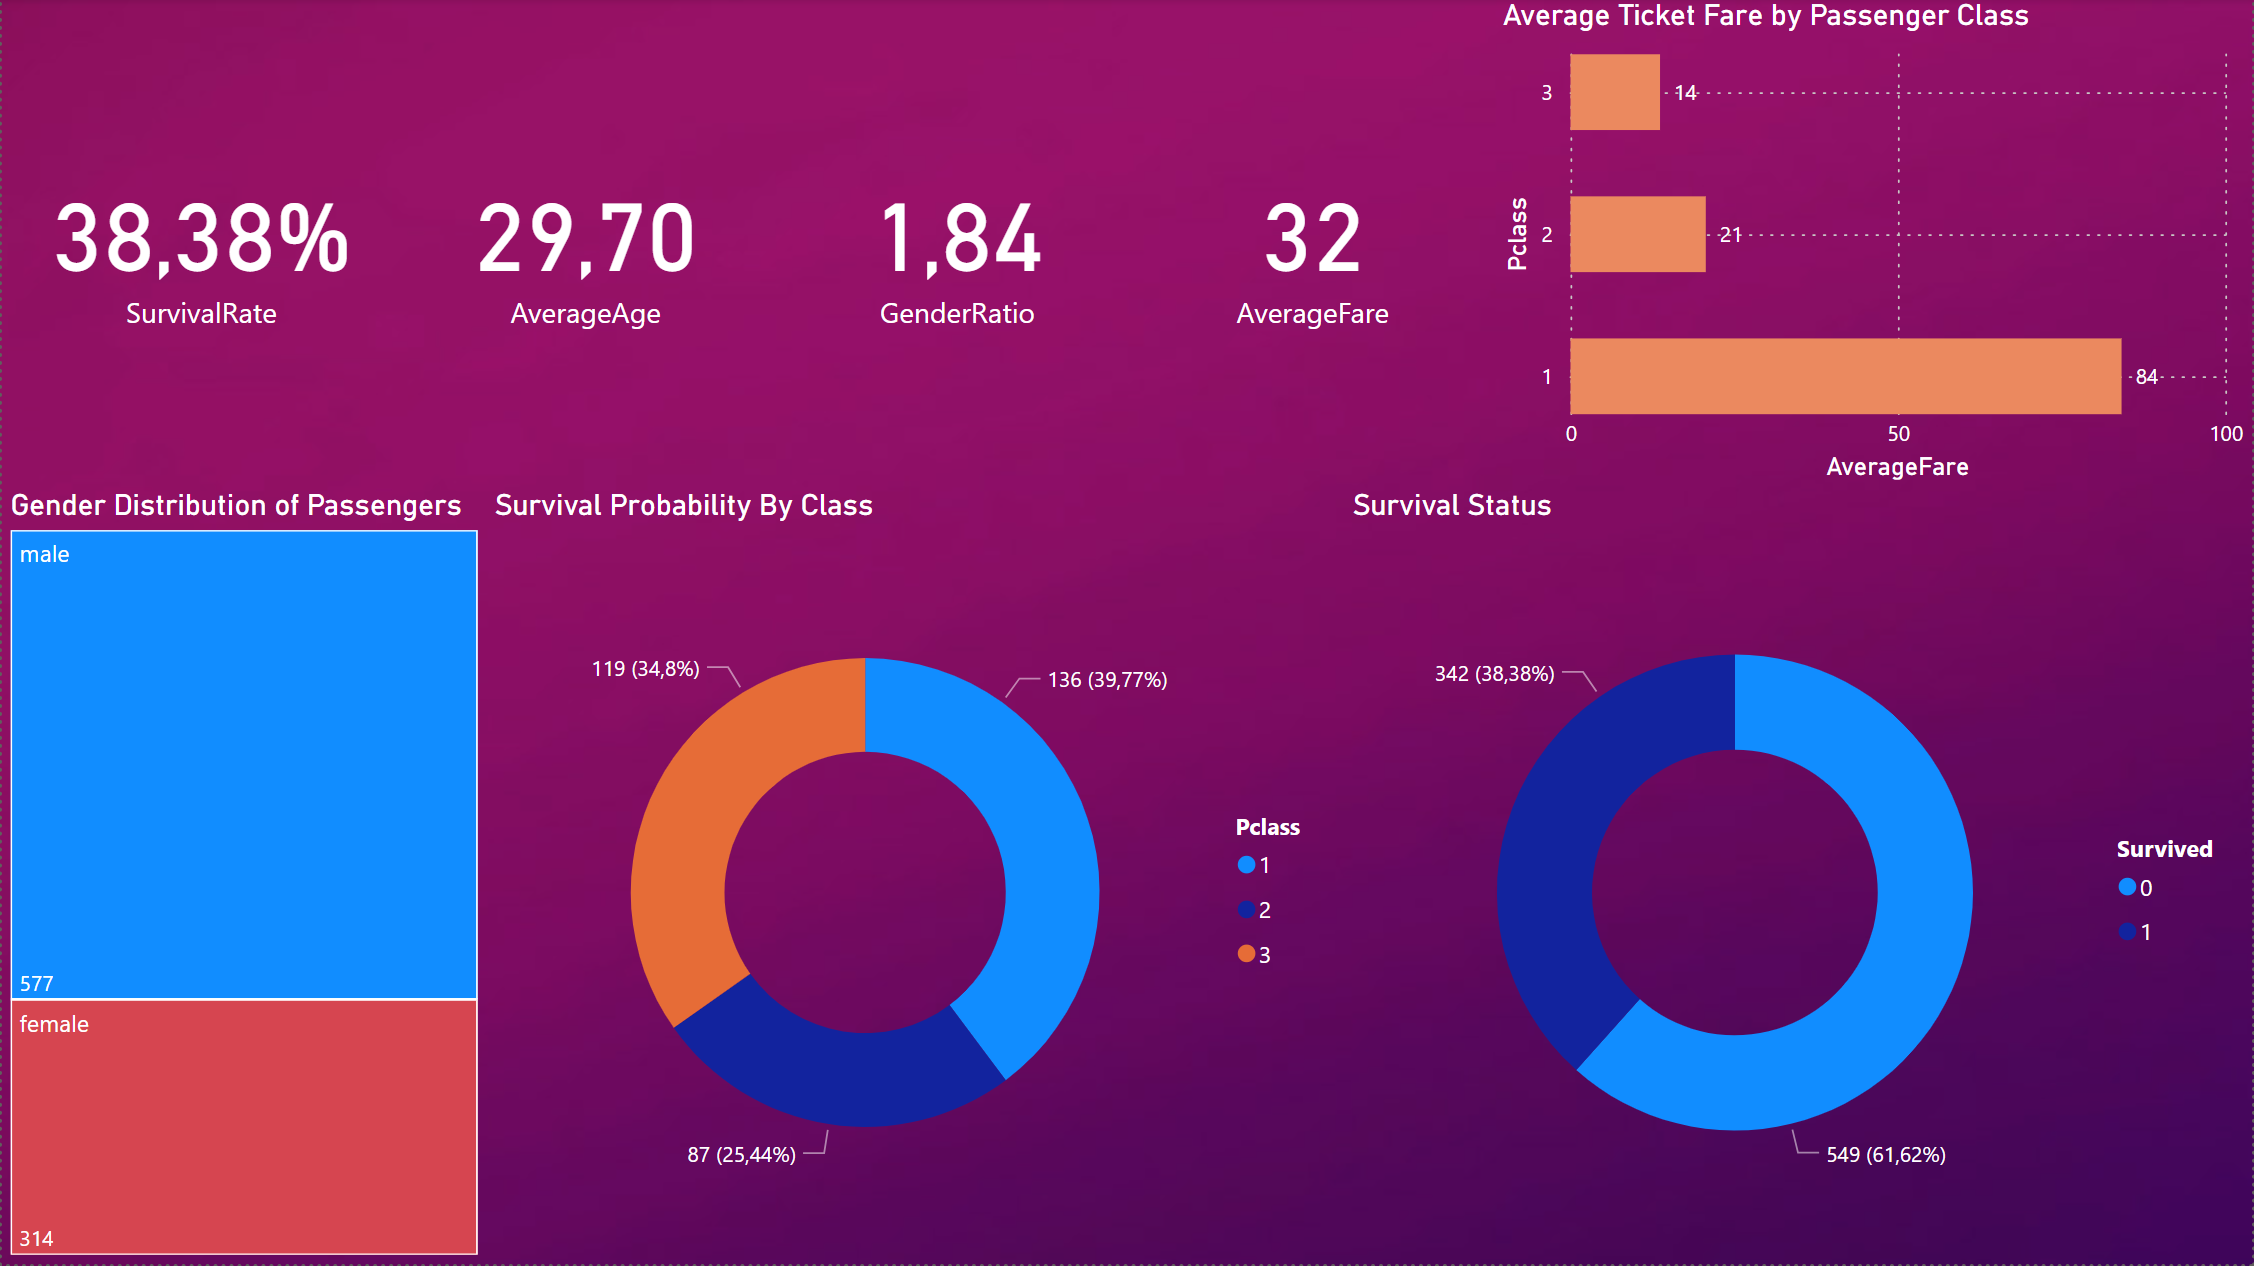 38,38%
SurvivalRate
29,70
AverageAge
1,84
GenderRatio
32
AverageFare
Average Ticket Fare by Passenger Class
Pclass
3
14
2
21
1
84
0 50 100
AverageFare
Gender Distribution of Passengers
male
577
female
314
Survival Probability By Class
119 (34,8%)
136 (39,77%)
87 (25,44%)
Pclass
1
2
3
Survival Status
342 (38,38%)
549 (61,62%)
Survived
0
1